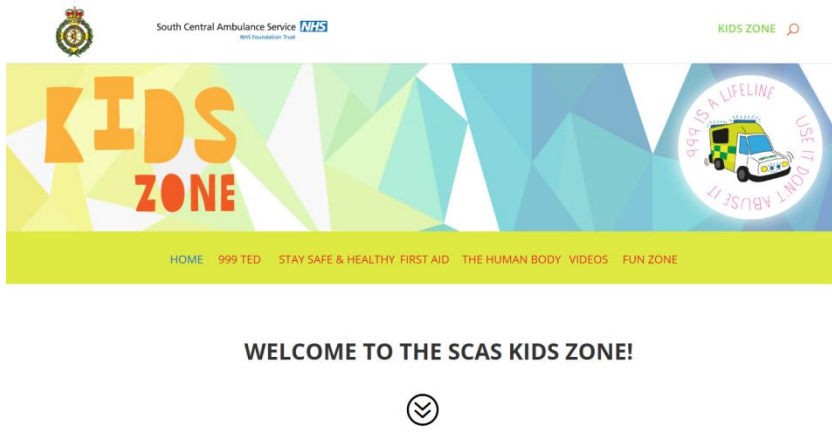 South Central Ambulance Service NHS
NHS Foundation Trust
KIDS ZONE
KIDS
ZONE
999 IS A LIFELINE USE IT DON'T ABUSE IT
HOME 999 TED STAY SAFE & HEALTHY FIRST AID THE HUMAN BODY VIDEOS FUN ZONE
WELCOME TO THE SCAS KIDS ZONE!